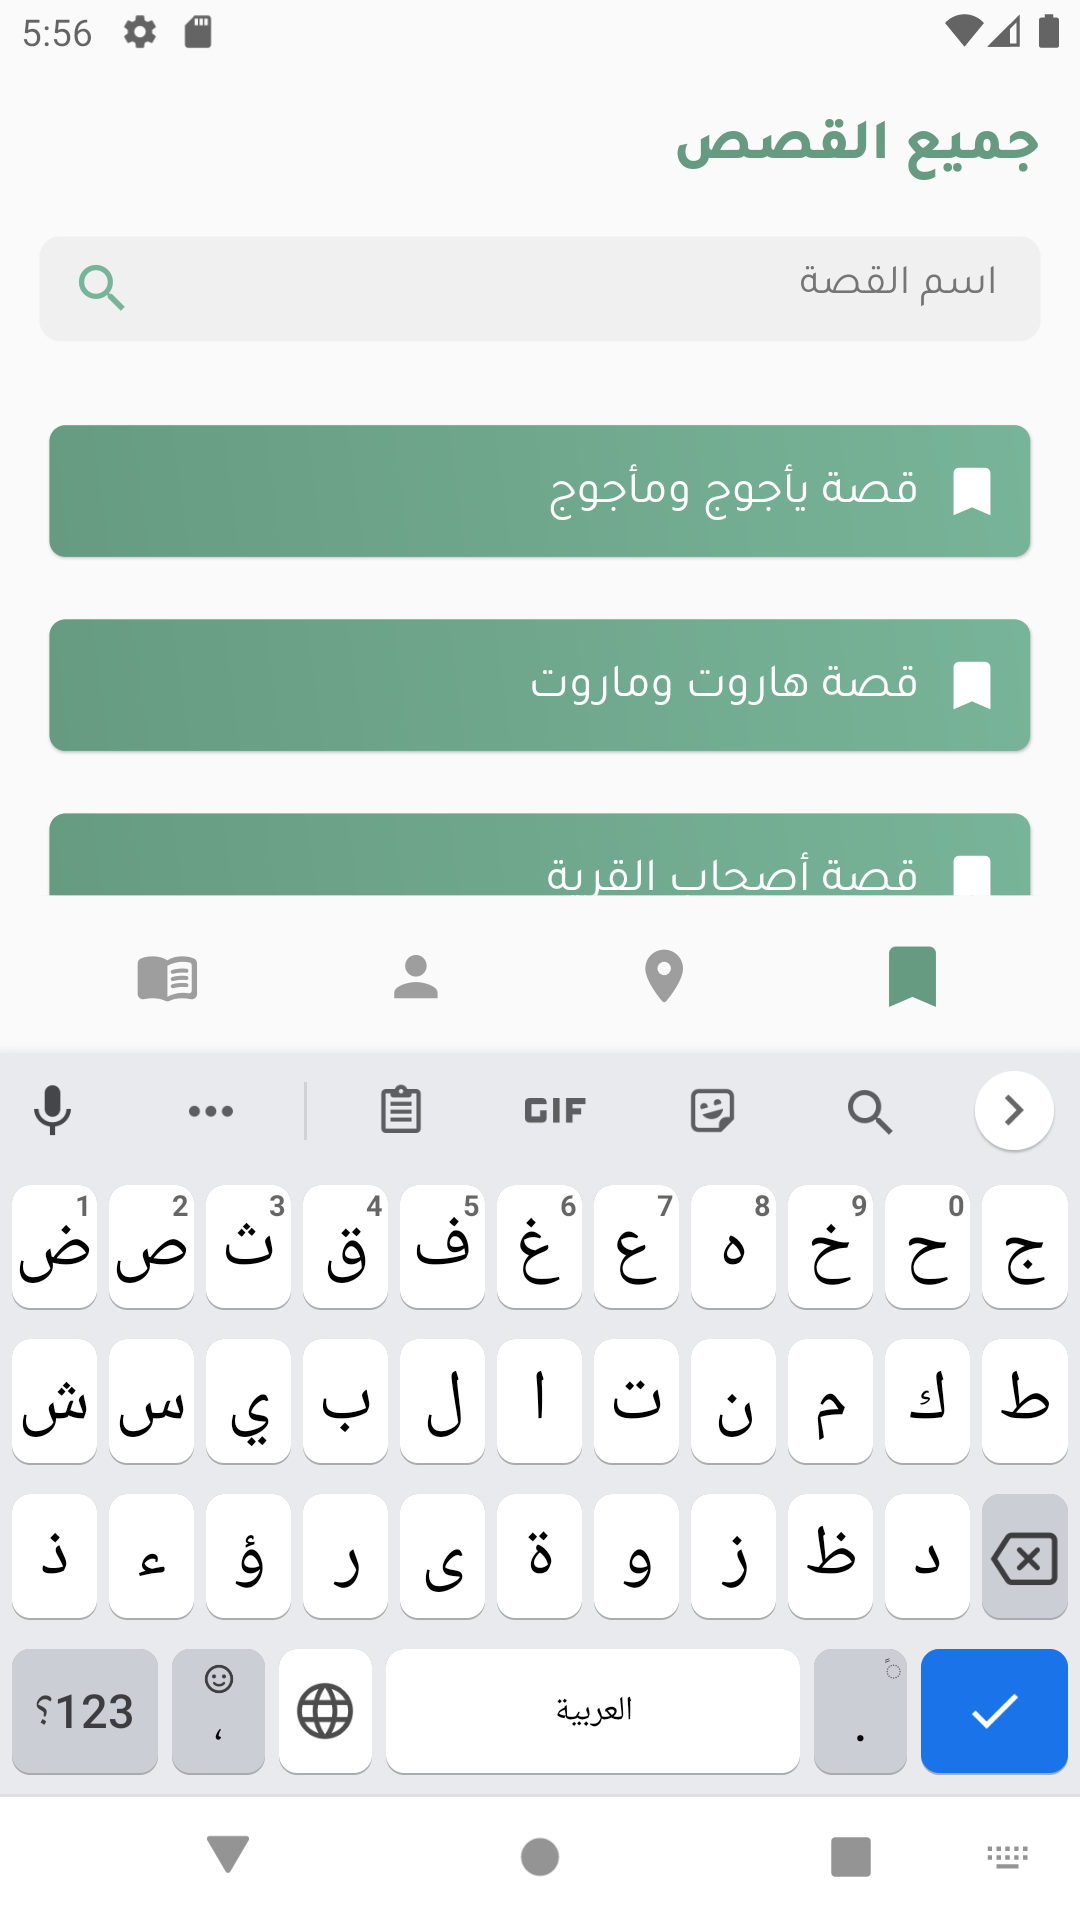 5:56
جميع القصص
اسم القصة
قصة يأجوج ومأجوج
قصة هاروت وماروت
قصة أصحاب القرية
GIF
1 2 3 4 5 6 7 8 9 0
ض ص ث ق ف غ ع ه خ ح ج
ش س ي ب ل ا ت ن م ك ط
ذ ء ؤ ر ى ة و ز ظ د
؟123 ، العربية .